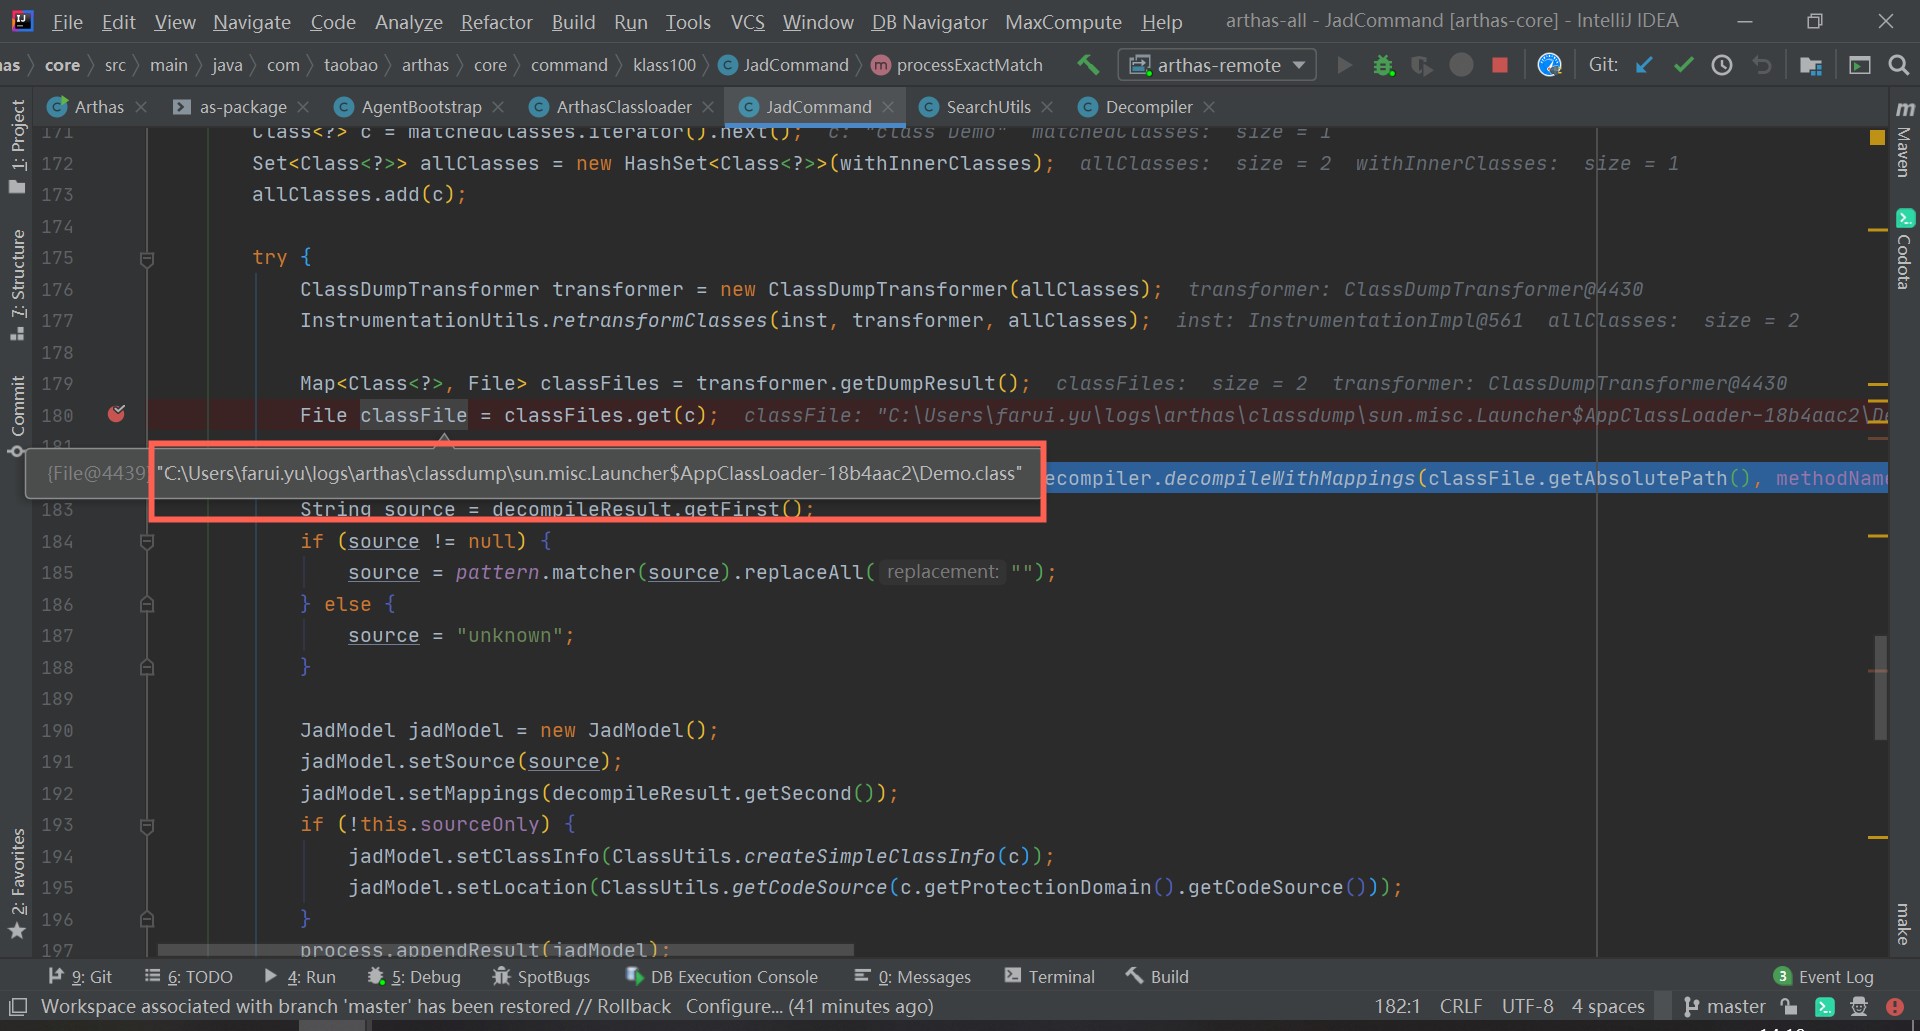 File Edit View Navigate Code Analyze Refactor Build Run Tools VCS Window DB Navigator MaxCompute Help arthas-all - JadCommand [arthas-core] - IntelliJ IDEA
as core src main java com taobao arthas core command klass100 JadCommand processExactMatch arthas-remote Git:
Arthas as-package AgentBootstrap ArthasClassloader JadCommand SearchUtils Decompiler
171 Class<?> c = matchedClasses.iterator().next(); c: "class Demo" matchedClasses: size = 1
172 Set<Class<?>> allClasses = new HashSet<Class<?>>(withInnerClasses); allClasses: size = 2 withInnerClasses: size = 1
173 allClasses.add(c);
174
175 try {
176 ClassDumpTransformer transformer = new ClassDumpTransformer(allClasses); transformer: ClassDumpTransformer@4430
177 InstrumentationUtils.retransformClasses(inst, transformer, allClasses); inst: InstrumentationImpl@561 allClasses: size = 2
178
179 Map<Class<?>, File> classFiles = transformer.getDumpResult(); classFiles: size = 2 transformer: ClassDumpTransformer@4430
180 File classFile = classFiles.get(c); classFile: "C:\Users\farui.yu\logs\arthas\classdump\sun.misc.Launcher$AppClassLoader-18b4aac2\De
181
{File@4439 "C:\Users\farui.yu\logs\arthas\classdump\sun.misc.Launcher$AppClassLoader-18b4aac2\Demo.class" ecompiler.decompileWithMappings(classFile.getAbsolutePath(), methodName
183 String source = decompileResult.getFirst();
184 if (source != null) {
185 source = pattern.matcher(source).replaceAll( replacement: "");
186 } else {
187 source = "unknown";
188 }
189
190 JadModel jadModel = new JadModel();
191 jadModel.setSource(source);
192 jadModel.setMappings(decompileResult.getSecond());
193 if (!this.sourceOnly) {
194 jadModel.setClassInfo(ClassUtils.createSimpleClassInfo(c));
195 jadModel.setLocation(ClassUtils.getCodeSource(c.getProtectionDomain().getCodeSource()));
196 }
197 process.appendResult(jadModel);
1: Project
7: Structure
Commit
2: Favorites
m
Maven
Codota
make
9: Git 6: TODO 4: Run 5: Debug SpotBugs DB Execution Console 0: Messages Terminal Build 3 Event Log
Workspace associated with branch 'master' has been restored // Rollback Configure... (41 minutes ago) 182:1 CRLF UTF-8 4 spaces master